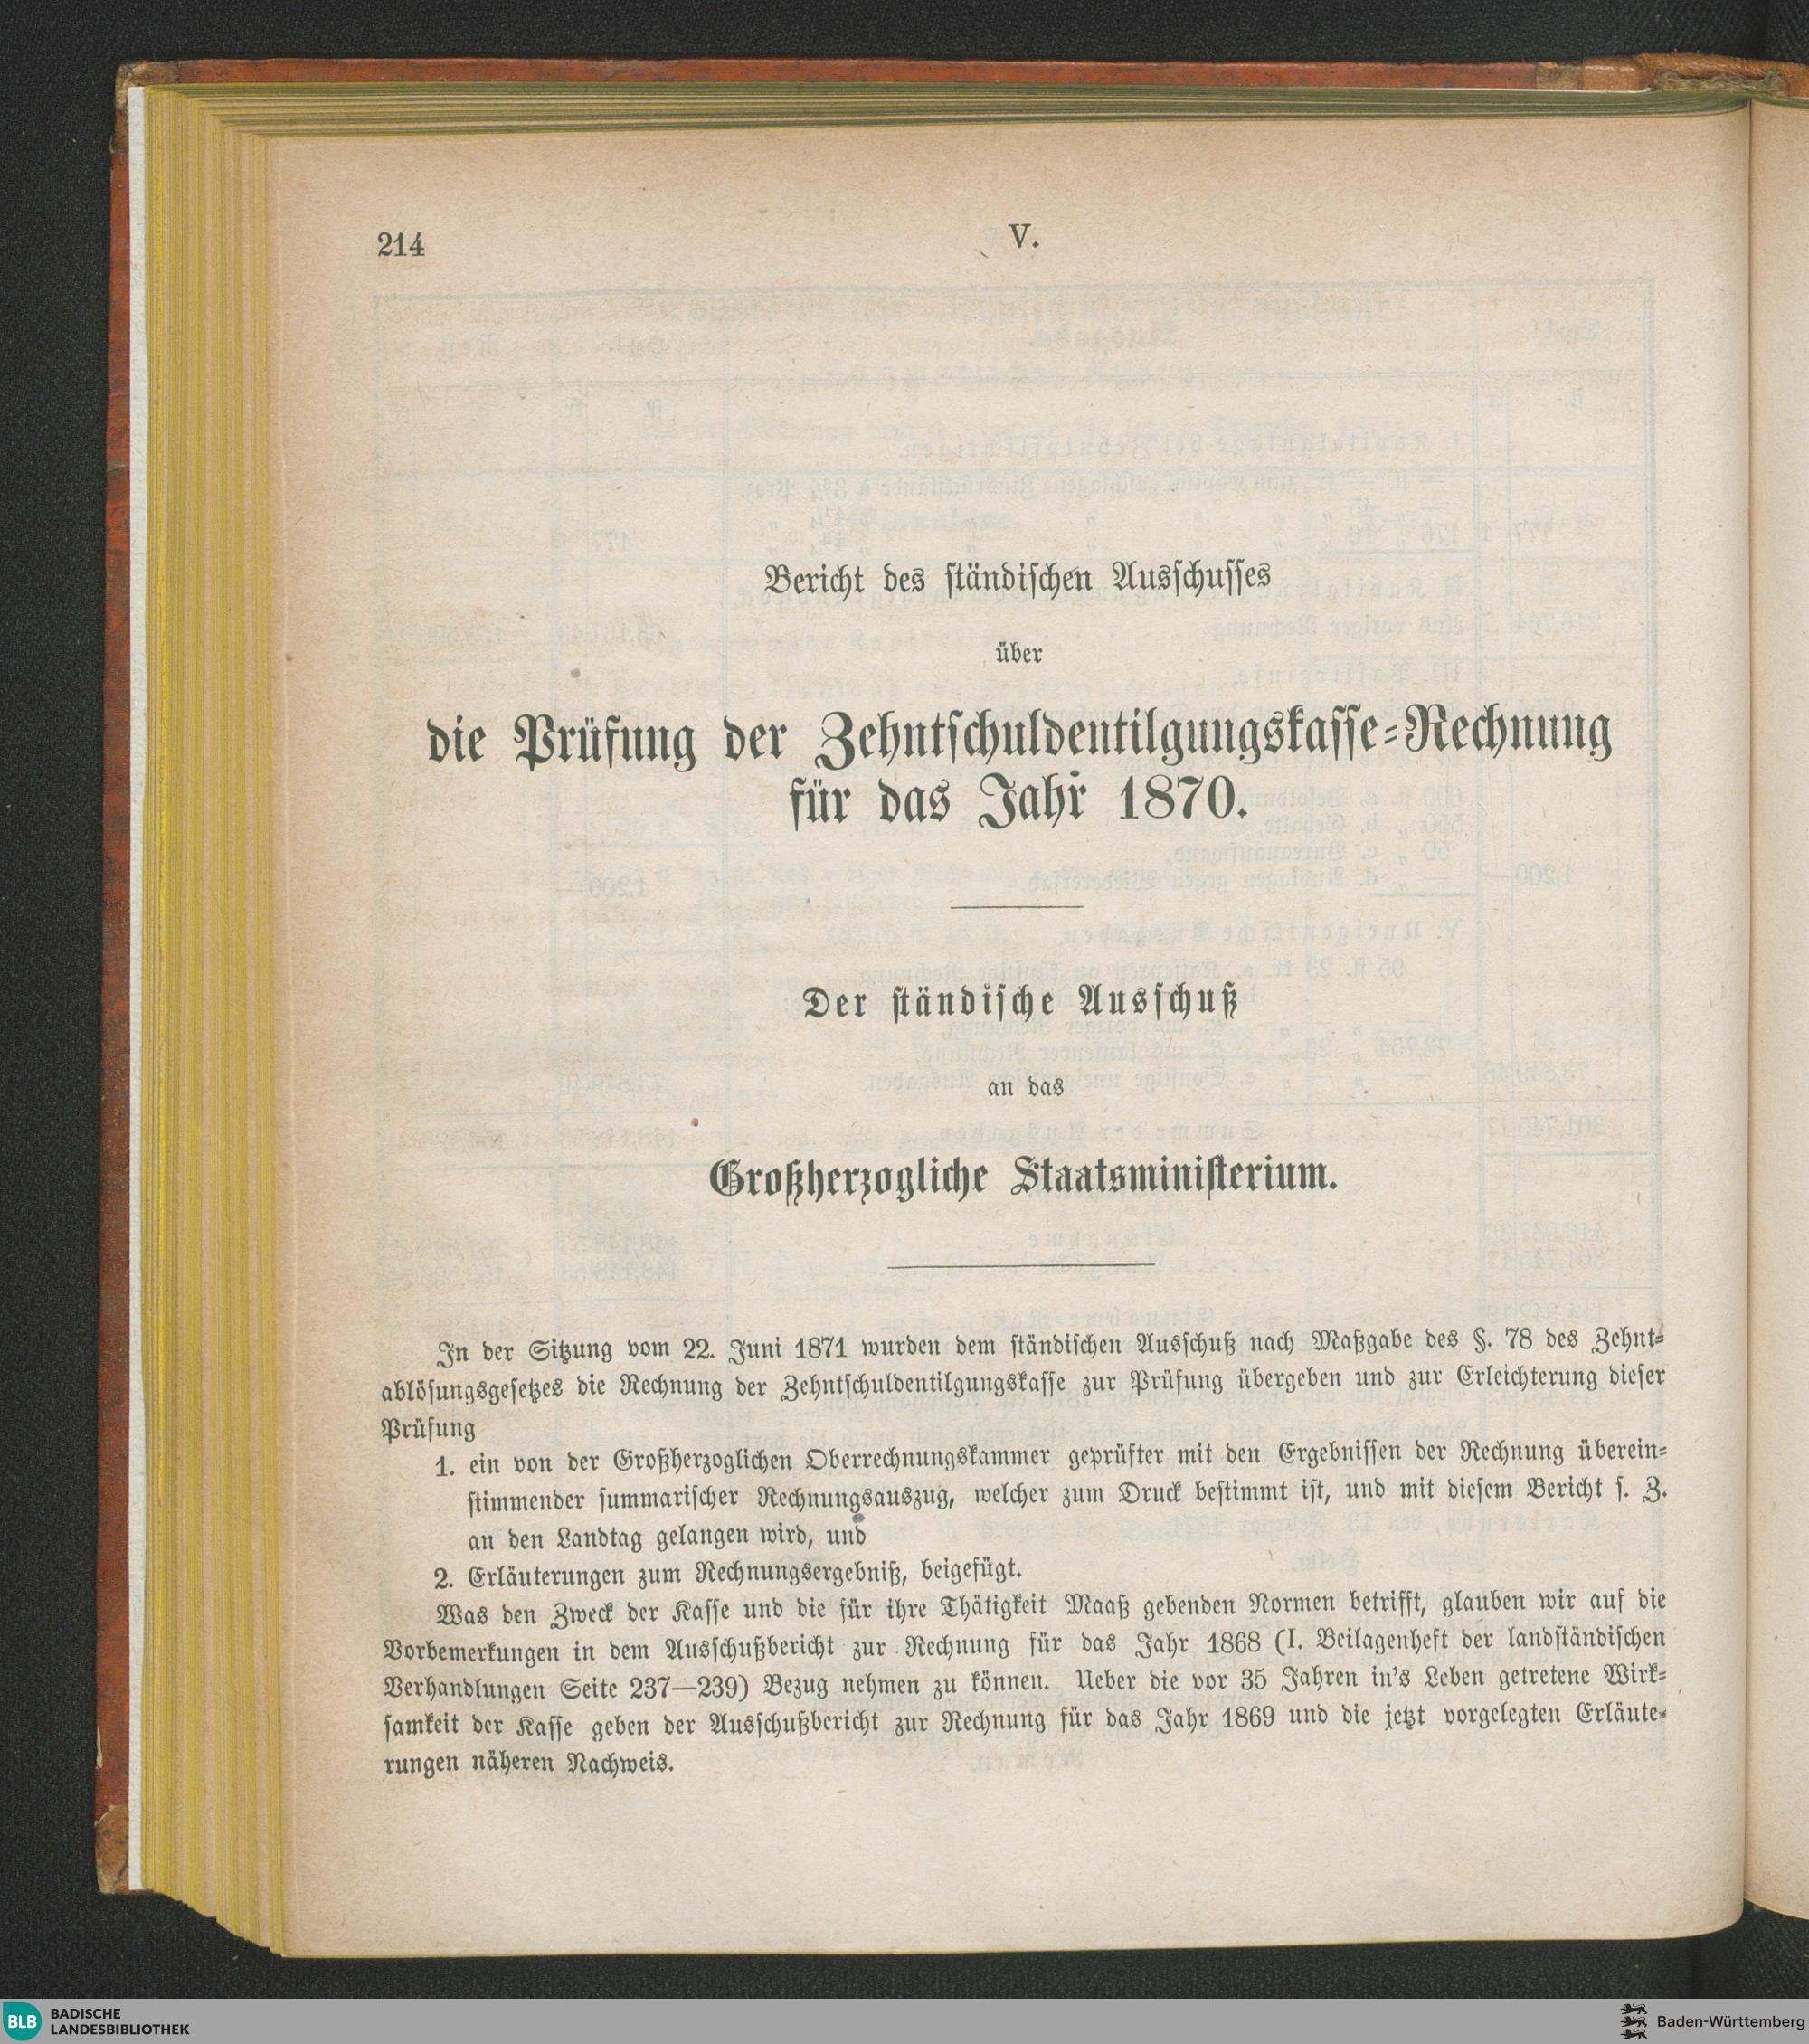 214
V.
Bericht des ständischen Ausschusses
über
die Prüfung der Zehntschuldentilgungskasse-Rechnung
für das Jahr 1870.
Der ständische Ausschuß
an das
Großherzogliche Staatsministerium.
In der Sitzung vom 22. Juni 1871 wurden dem ständischen Ausschuß nach Maßgabe des §. 78 des Zehnt-
ablösungsgesetzes die Rechnung der Zehntschuldentilgungskasse zur Prüfung übergeben und zur Erleichterung dieser
Prüfung
1. ein von der Großherzoglichen Oberrechnungskammer geprüfter mit den Ergebnissen der Rechnung überein-
stimmender summarischer Rechnungsauszug, welcher zum Druck bestimmt ist, und mit diesem Bericht s. Z.
an den Landtag gelangen wird, und
2. Erläuterungen zum Rechnungsergebniß, beigefügt.
Was den Zweck der Kasse und die für ihre Thätigkeit Maaß gebenden Normen betrifft, glauben wir auf die
Vorbemerkungen in dem Ausschußbericht zur Rechnung für das Jahr 1868 (I. Beilagenheft der landständischen
Verhandlungen Seite 237—239) Bezug nehmen zu können. Ueber die vor 35 Jahren in's Leben getretene Wirk-
samkeit der Kasse geben der Ausschußbericht zur Rechnung für das Jahr 1869 und die jetzt vorgelegten Erläute-
rungen näheren Nachweis.
BLB BADISCHE
LANDESBIBLIOTHEK
Baden-Württemberg